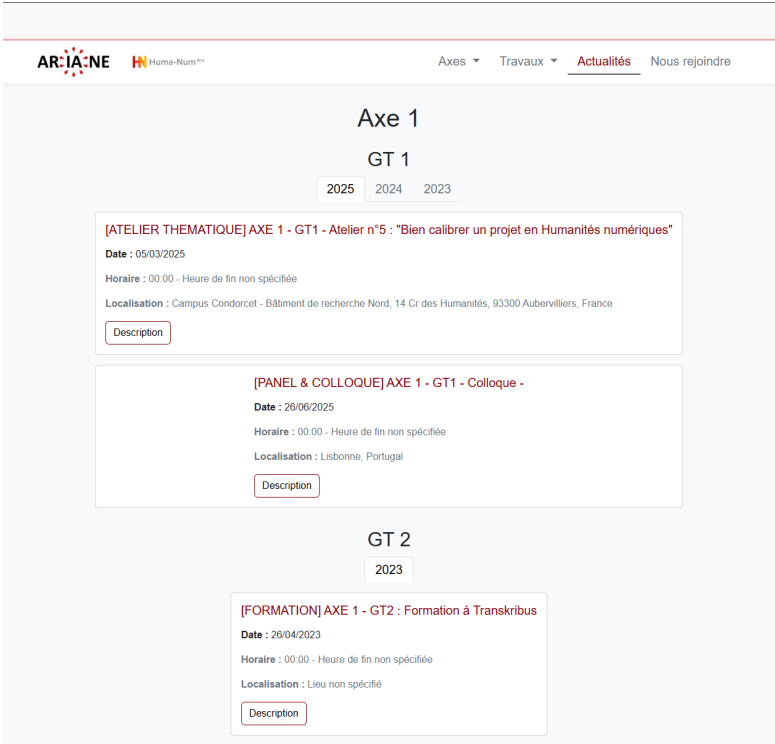 ARIANE
HN Huma-Num
Axes
Travaux
Actualités
Nous rejoindre
Axe 1
GT 1
2025 2024 2023
[ATELIER THEMATIQUE] AXE 1 - GT1 - Atelier n°5 : "Bien calibrer un projet en Humanités numériques"
Date : 05/03/2025
Horaire : 00:00 - Heure de fin non spécifiée
Localisation : Campus Condorcet - Bâtiment de recherche Nord, 14 Cr des Humanités, 93300 Aubervilliers, France
Description
[PANEL & COLLOQUE] AXE 1 - GT1 - Colloque -
Date : 26/06/2025
Horaire : 00:00 - Heure de fin non spécifiée
Localisation : Lisbonne, Portugal
Description
GT 2
2023
[FORMATION] AXE 1 - GT2 : Formation à Transkribus
Date : 26/04/2023
Horaire : 00:00 - Heure de fin non spécifiée
Localisation : Lieu non spécifié
Description